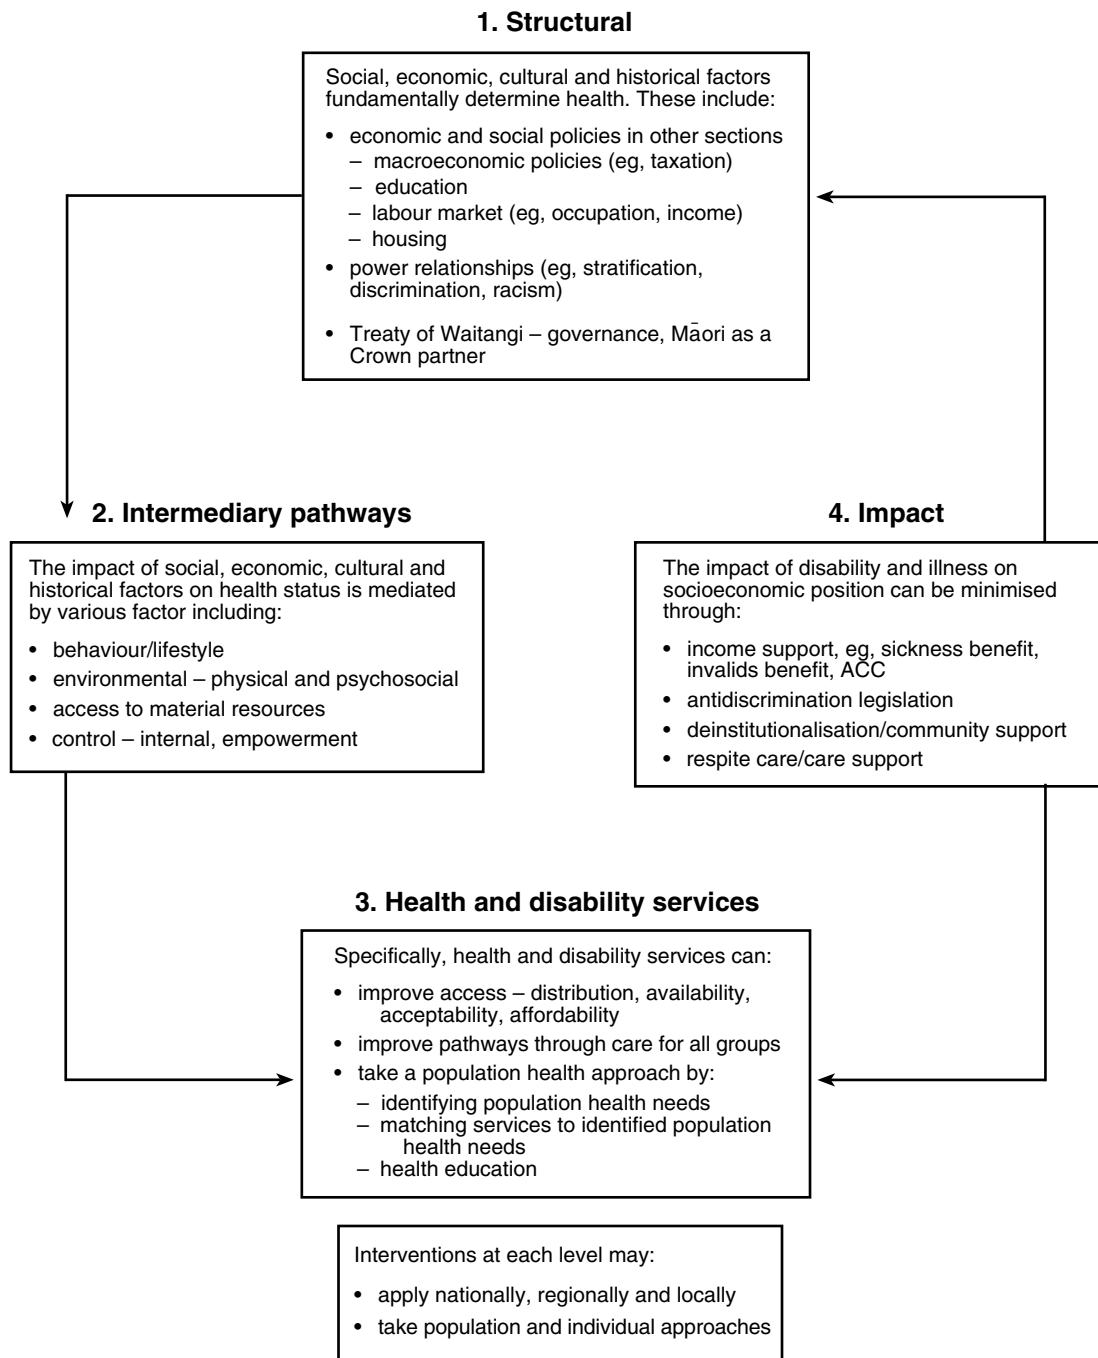 1. Structural
Social, economic, cultural and historical factors
fundamentally determine health. These include:
• economic and social policies in other sections
– macroeconomic policies (eg, taxation)
– education
– labour market (eg, occupation, income)
– housing
• power relationships (eg, stratification,
discrimination, racism)
• Treaty of Waitangi – governance, Māori as a
Crown partner
2. Intermediary pathways
The impact of social, economic, cultural and
historical factors on health status is mediated
by various factor including:
• behaviour/lifestyle
• environmental – physical and psychosocial
• access to material resources
• control – internal, empowerment
4. Impact
The impact of disability and illness on
socioeconomic position can be minimised
through:
• income support, eg, sickness benefit,
invalids benefit, ACC
• antidiscrimination legislation
• deinstitutionalisation/community support
• respite care/care support
3. Health and disability services
Specifically, health and disability services can:
• improve access – distribution, availability,
acceptability, affordability
• improve pathways through care for all groups
• take a population health approach by:
– identifying population health needs
– matching services to identified population
health needs
– health education
Interventions at each level may:
• apply nationally, regionally and locally
• take population and individual approaches